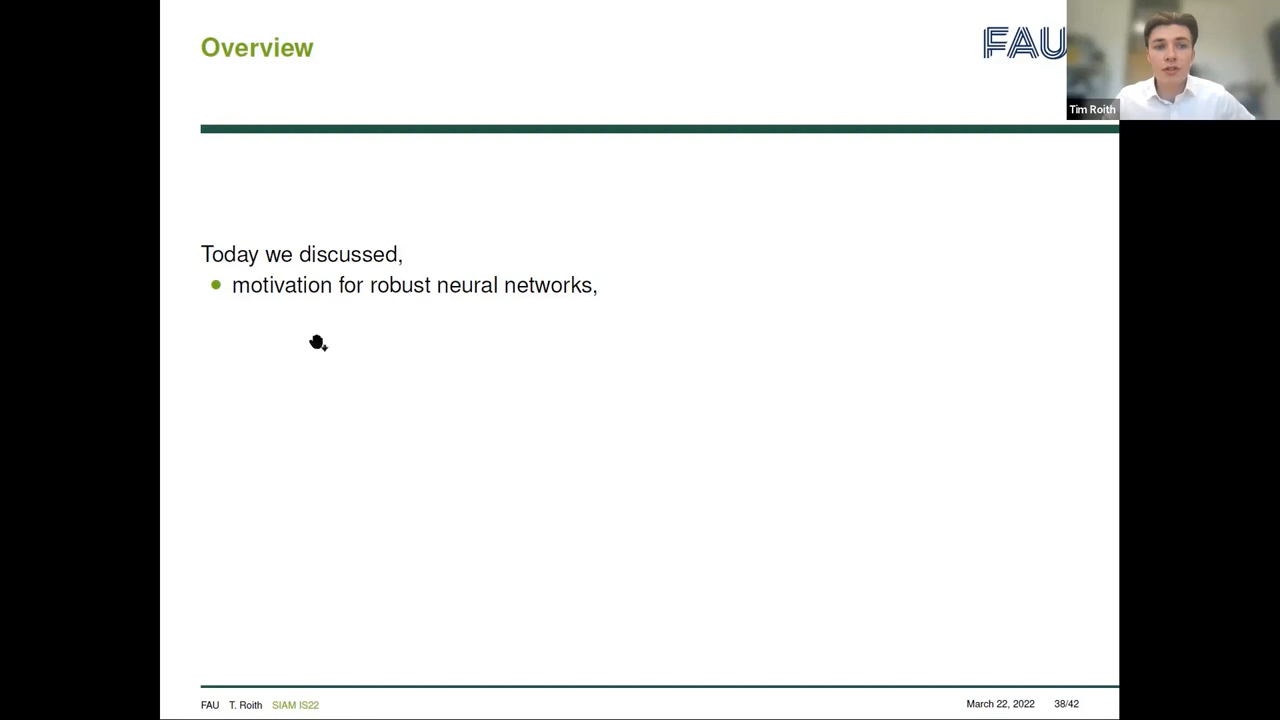 Overview
FAU
Tim Roith
Today we discussed,
motivation for robust neural networks,
FAU T. Roith SIAM IS22
March 22, 2022 38/42